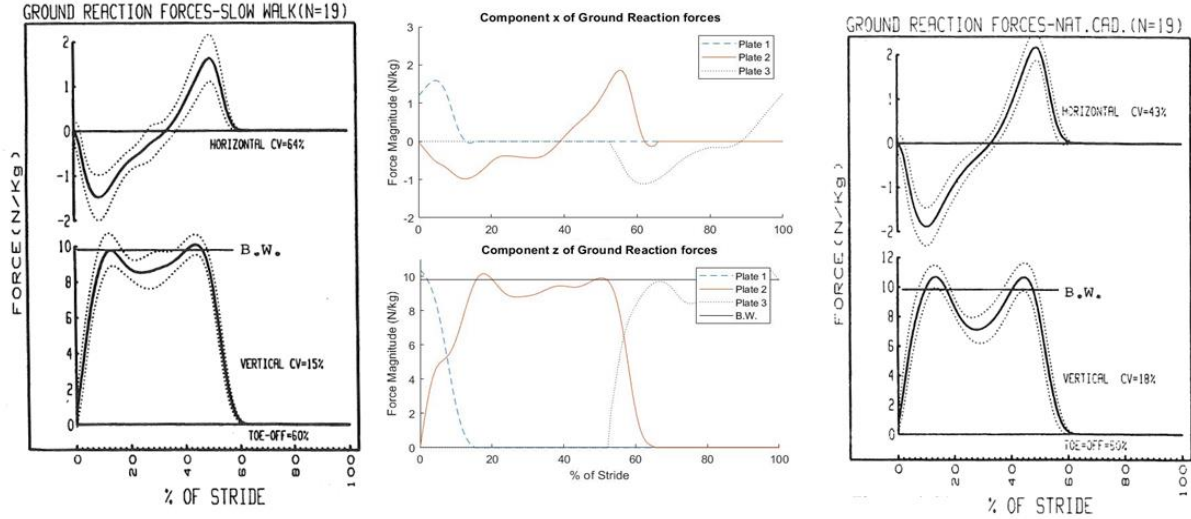 GROUND REACTION FORCES-SLOW WALK(N=19)
2
1
0
-1
-2
HORIZONTAL CV=64%
FORCE(N/Kg)
10
8
6
4
2
0
B.W.
VERTICAL CV=15%
TOE-OFF=60%
0
20
40
60
80
100
% OF STRIDE
Component x of Ground Reaction forces
Force Magnitude (N/kg)
3
2
1
0
-1
-2
0
20
40
60
80
100
Plate 1
Plate 2
Plate 3
Component z of Ground Reaction forces
Force Magnitude (N/kg)
10
8
6
4
2
0
0
20
40
60
80
100
% of Stride
Plate 1
Plate 2
Plate 3
B.W.
GROUND REACTION FORCES-NAT.CAD.(N=19)
2
1
0
-1
-2
HORIZONTAL CV=43%
FORCE(N/KG)
12
10
8
6
4
2
0
B.W.
VERTICAL CV=18%
0
20
40
60
80
100
% OF STRIDE